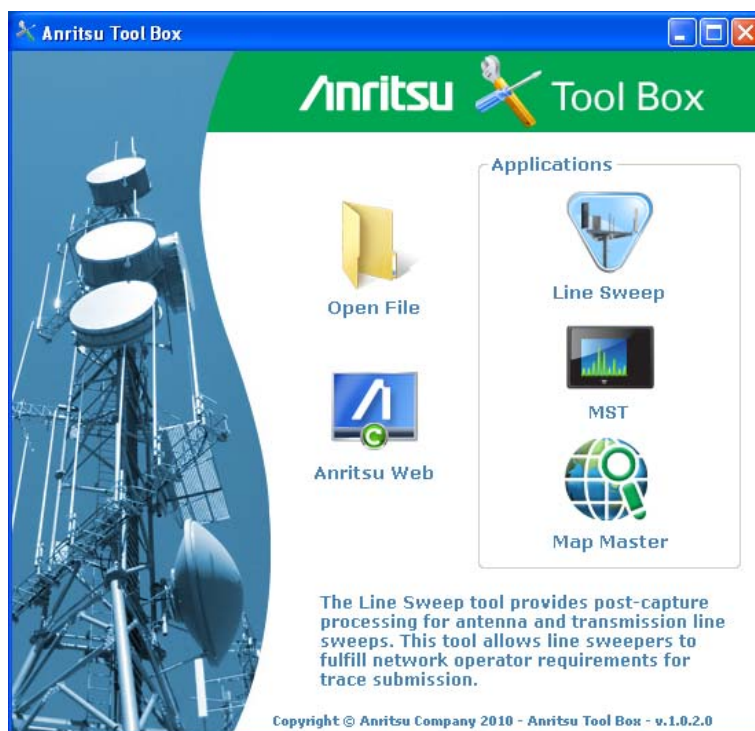 Anritsu Tool Box
Anritsu Tool Box
Applications
Open File
Line Sweep
MST
Anritsu Web
Map Master
The Line Sweep tool provides post-capture
processing for antenna and transmission line
sweeps. This tool allows line sweepers to
fulfill network operator requirements for
trace submission.
Copyright © Anritsu Company 2010 - Anritsu Tool Box - v.1.0.2.0